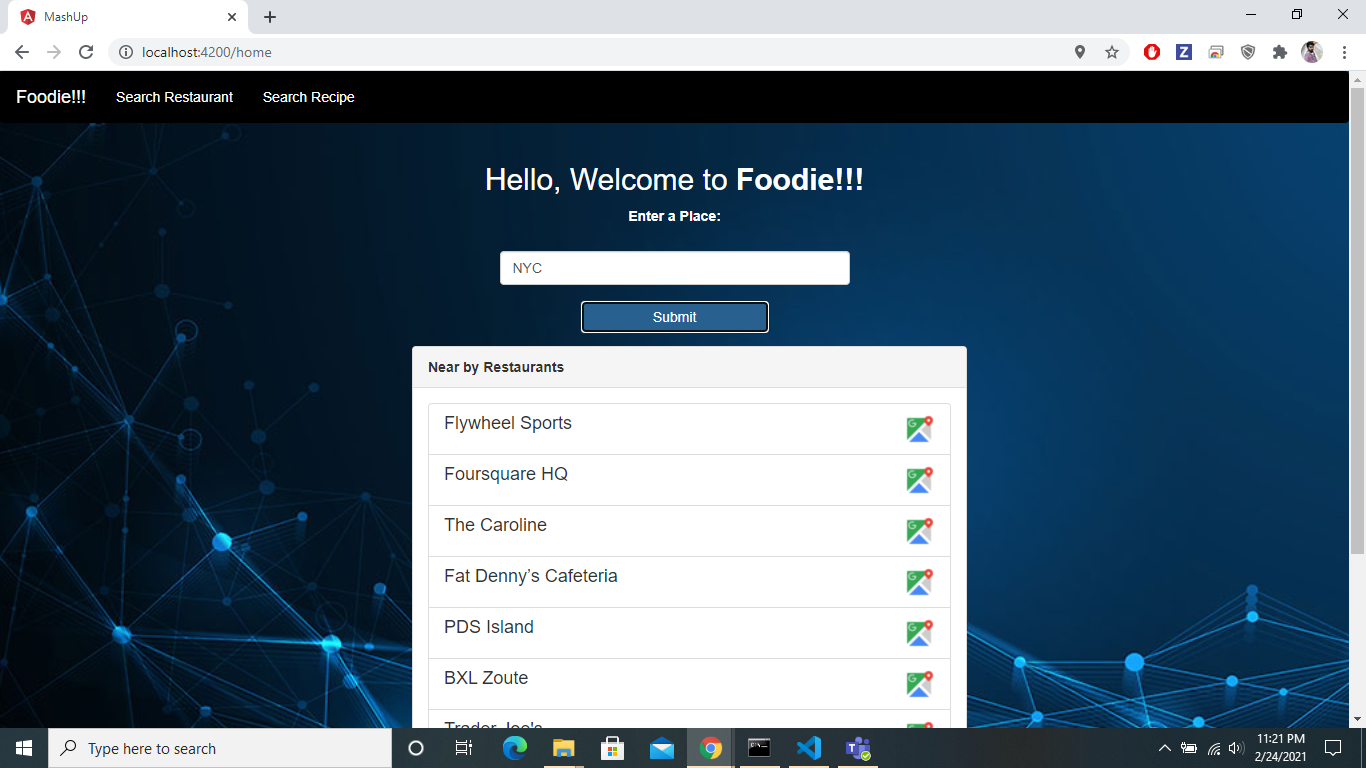 MashUp
localhost:4200/home
Foodie!!! Search Restaurant Search Recipe
Hello, Welcome to Foodie!!!
Enter a Place:
NYC
Submit
Near by Restaurants
Flywheel Sports
Foursquare HQ
The Caroline
Fat Denny’s Cafeteria
PDS Island
BXL Zoute
Trader Joe's
Type here to search
11:21 PM
2/24/2021